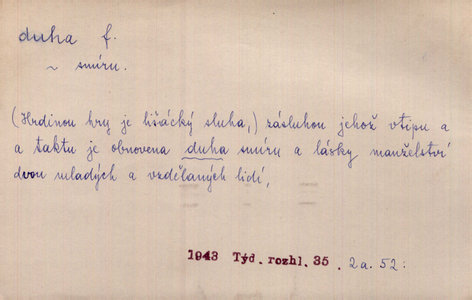 duha f.
~ smíru.
(Hrdinou hry je lišácký sluha,) zásluhou jehož vtipu a
a taktu je obnovena duha smíru a lásky manželství
dvou mladých a vzdělaných lidí,
1943 Týd. rozhl. 35. 2a. 52: